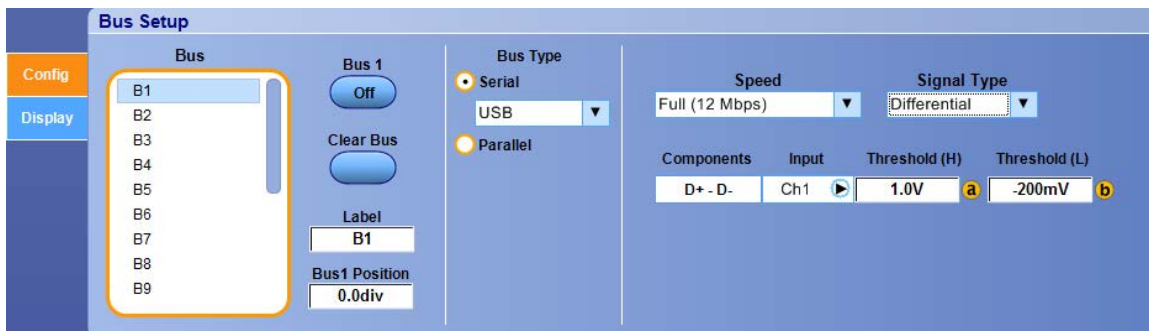 Bus Setup
Config
Display
Bus
B1
B2
B3
B4
B5
B6
B7
B8
B9
Bus 1
Off
Clear Bus
Label
B1
Bus1 Position
0.0div
Bus Type
Serial
USB
Parallel
Speed
Full (12 Mbps)
Signal Type
Differential
Components Input Threshold (H) Threshold (L)
D+ - D- Ch1 1.0V a -200mV b